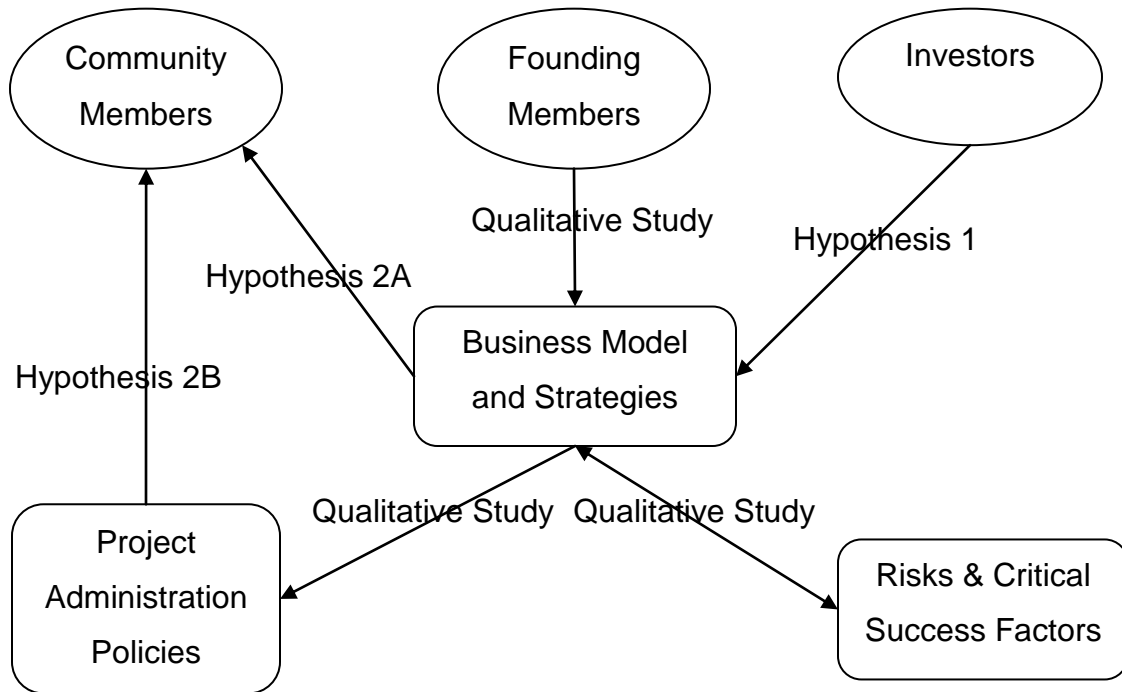 Community
Members
Founding
Members
Investors
Qualitative Study
Hypothesis 1
Hypothesis 2A
Business Model
and Strategies
Hypothesis 2B
Qualitative Study
Qualitative Study
Project
Administration
Policies
Risks & Critical
Success Factors